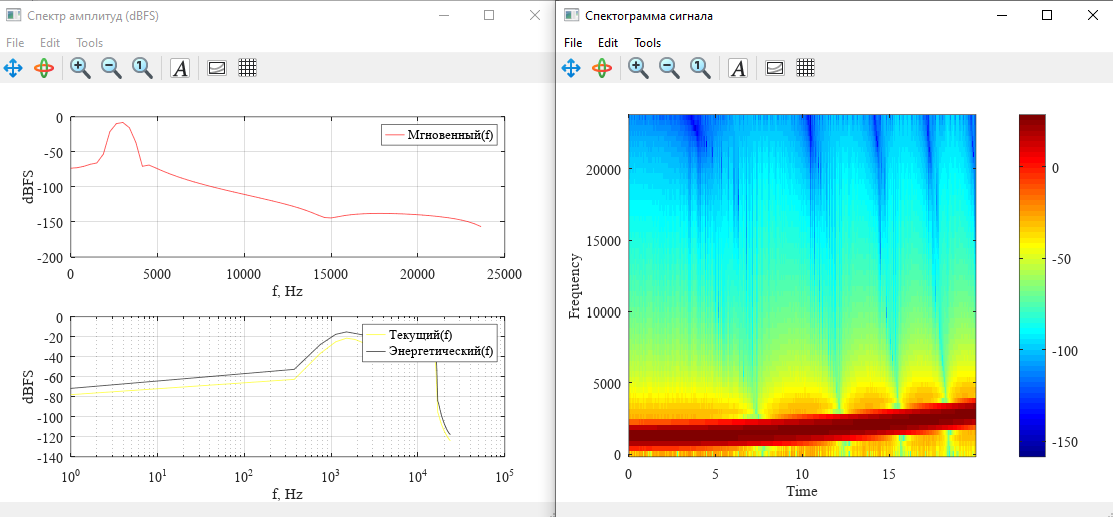 Спектр амплитуд (dBFS)
File Edit Tools
1 A
0
-50
-100
-150
-200
dBFS
Мгновенный(f)
0 5000 10000 15000 20000 25000
f, Hz
0
-20
-40
-60
-80
-100
-120
-140
dBFS
Текущий(f)
Энергетический(f)
10⁰ 10¹ 10² 10³ 10⁴ 10⁵
f, Hz
Спектограмма сигнала
File Edit Tools
1 A
20000
15000
10000
5000
0
Frequency
0 5 10 15
Time
0
-50
-100
-150